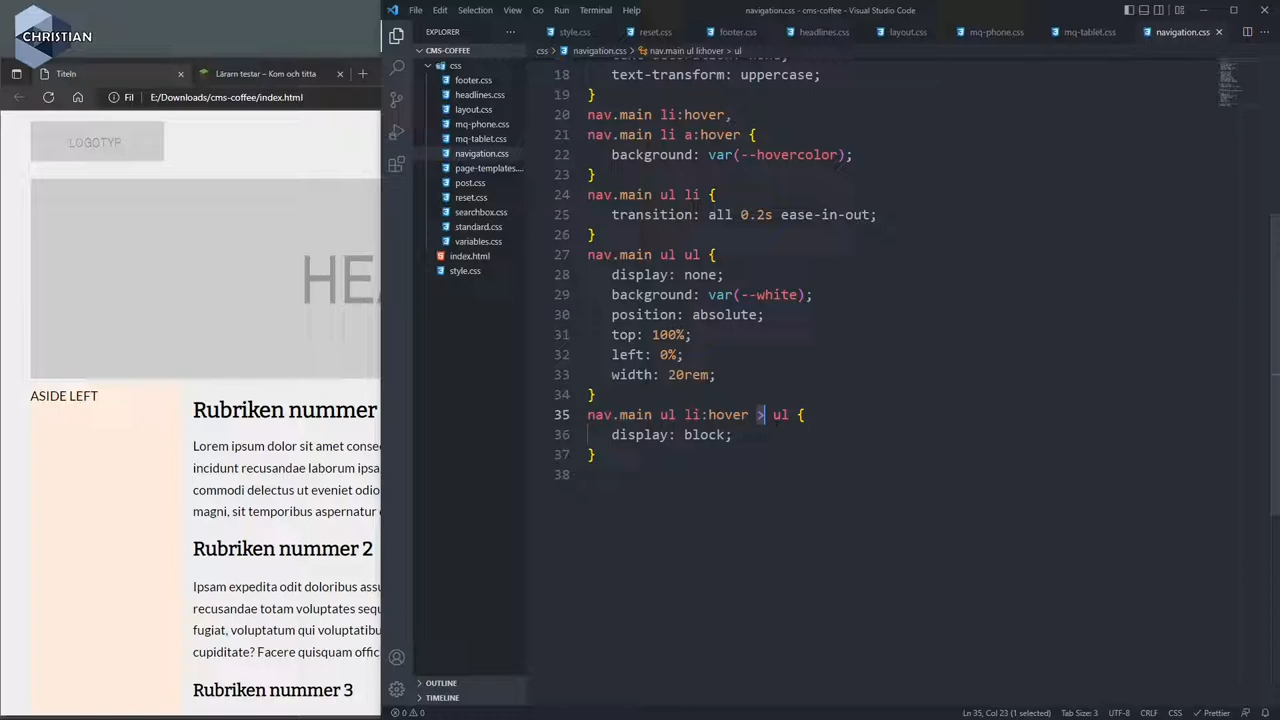 CHRISTIAN
File Edit Selection View Go Run Terminal Help
navigation.css - cms-coffee - Visual Studio Code
Titeln
Lärarn testar – Kom och titta
Fil
E:/Downloads/cms-coffee/index.html
EXPLORER
style.css
reset.css
headlines.css
layout.css
mq-phone.css
mq-tablet.css
navigation.css
css > navigation.css > nav.main ul li:hover > ul
CMS-COFFEE
css
footer.css
headlines.css
layout.css
mq-phone.css
mq-tablet.css
navigation.css
page-templates....
post.css
reset.css
searchbox.css
standard.css
variables.css
index.html
style.css
OUTLINE
TIMELINE
18 text-transform: uppercase;
19 }
20 nav.main li:hover,
21 nav.main li a:hover {
22 background: var(--hovercolor);
23 }
24 nav.main ul li {
25 transition: all 0.2s ease-in-out;
26 }
27 nav.main ul ul {
28 display: none;
29 background: var(--white);
30 position: absolute;
31 top: 100%;
32 left: 0%;
33 width: 20rem;
34 }
35 nav.main ul li:hover > ul {
36 display: block;
37 }
38
LOGOTYP
HEA
ASIDE LEFT
Rubriken nummer
Lorem ipsum dolor sit amet conse
incidunt recusandae laborum ipsa
commodi delectus ut eveniet odio
magni, sit temporibus aspernatur
Rubriken nummer 2
Ipsam expedita odit doloribus assu
recusandae totam voluptates sequ
fugiat, voluptatum qui voluptatib
cupiditate? Facere quisquam offic
Rubriken nummer 3
0 0
Ln 35, Col 23 (1 selected)
Tab Size: 3
UTF-8
CRLF
CSS
Prettier